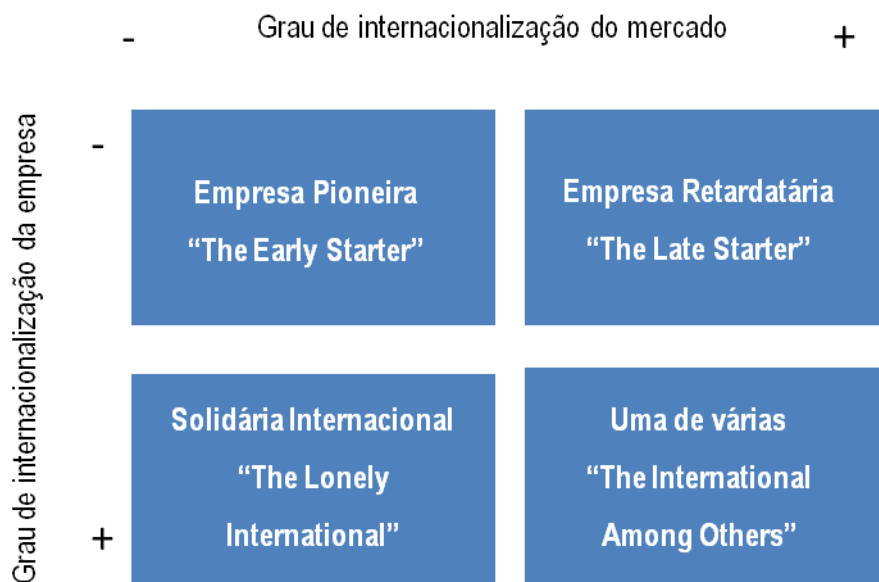 Grau de internacionalização do mercado
- +
Grau de internacionalização da empresa
-
Empresa Pioneira
“The Early Starter”
Empresa Retardatária
“The Late Starter”
+
Solidária Internacional
“The Lonely
International”
Uma de várias
“The International
Among Others”